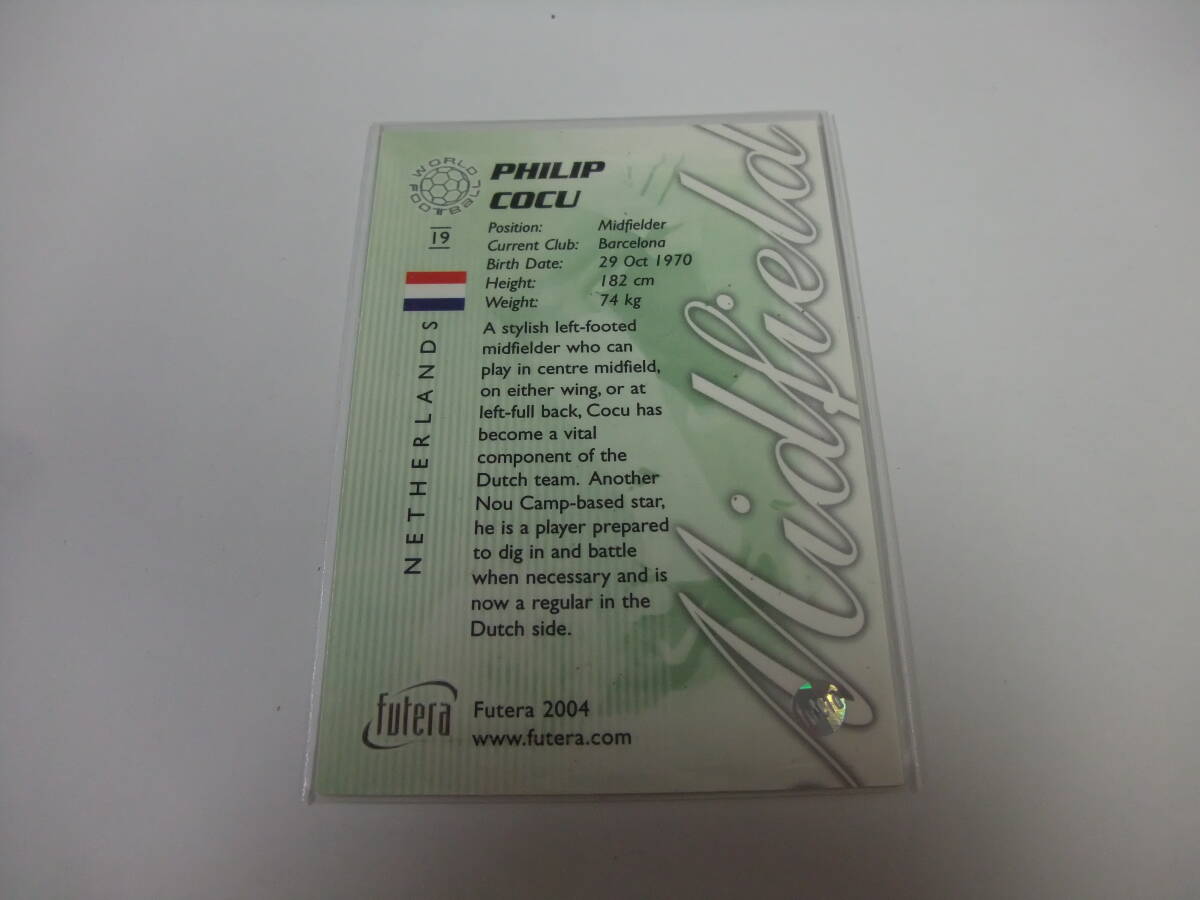 WORLD FOOTBALL
PHILIP
COCU
19
Position: Midfielder
Current Club: Barcelona
Birth Date: 29 Oct 1970
Height: 182 cm
Weight: 74 kg
NETHERLANDS
A stylish left-footed
midfielder who can
play in centre midfield,
on either wing, or at
left-full back, Cocu has
become a vital
component of the
Dutch team. Another
Nou Camp-based star,
he is a player prepared
to dig in and battle
when necessary and is
now a regular in the
Dutch side.
Midfield
futera
Futera 2004
www.futera.com